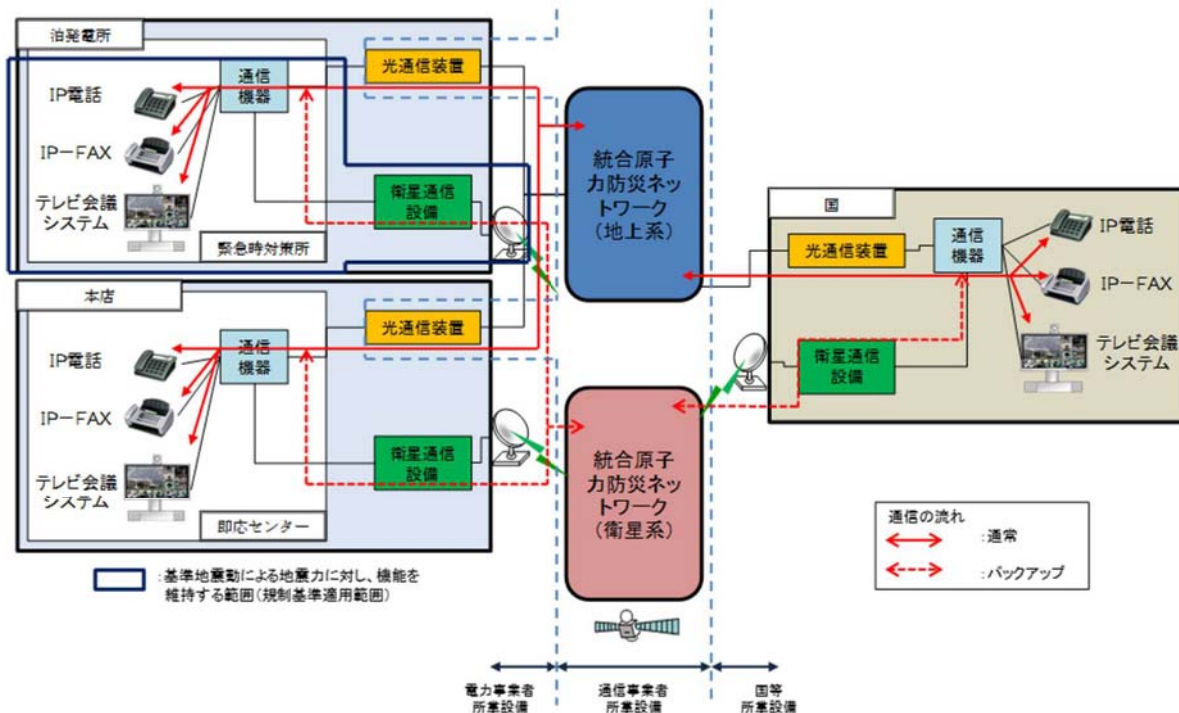 泊発電所
IP電話
IP－FAX
テレビ会議
システム
通信
機器
光通信装置
衛星通信
設備
緊急時対策所
本店
IP電話
IP－FAX
テレビ会議
システム
通信
機器
光通信装置
衛星通信
設備
即応センター
統合原子
力防災ネッ
トワーク
（地上系）
統合原子
力防災ネッ
トワーク
（衛星系）
国
光通信装置
通信
機器
衛星通信
設備
IP電話
IP－FAX
テレビ会議
システム
:基準地震動による地震力に対し、機能を
維持する範囲（規制基準適用範囲）
通信の流れ
:通常
:バックアップ
電力事業者
所掌設備
通信事業者
所掌設備
国等
所掌設備